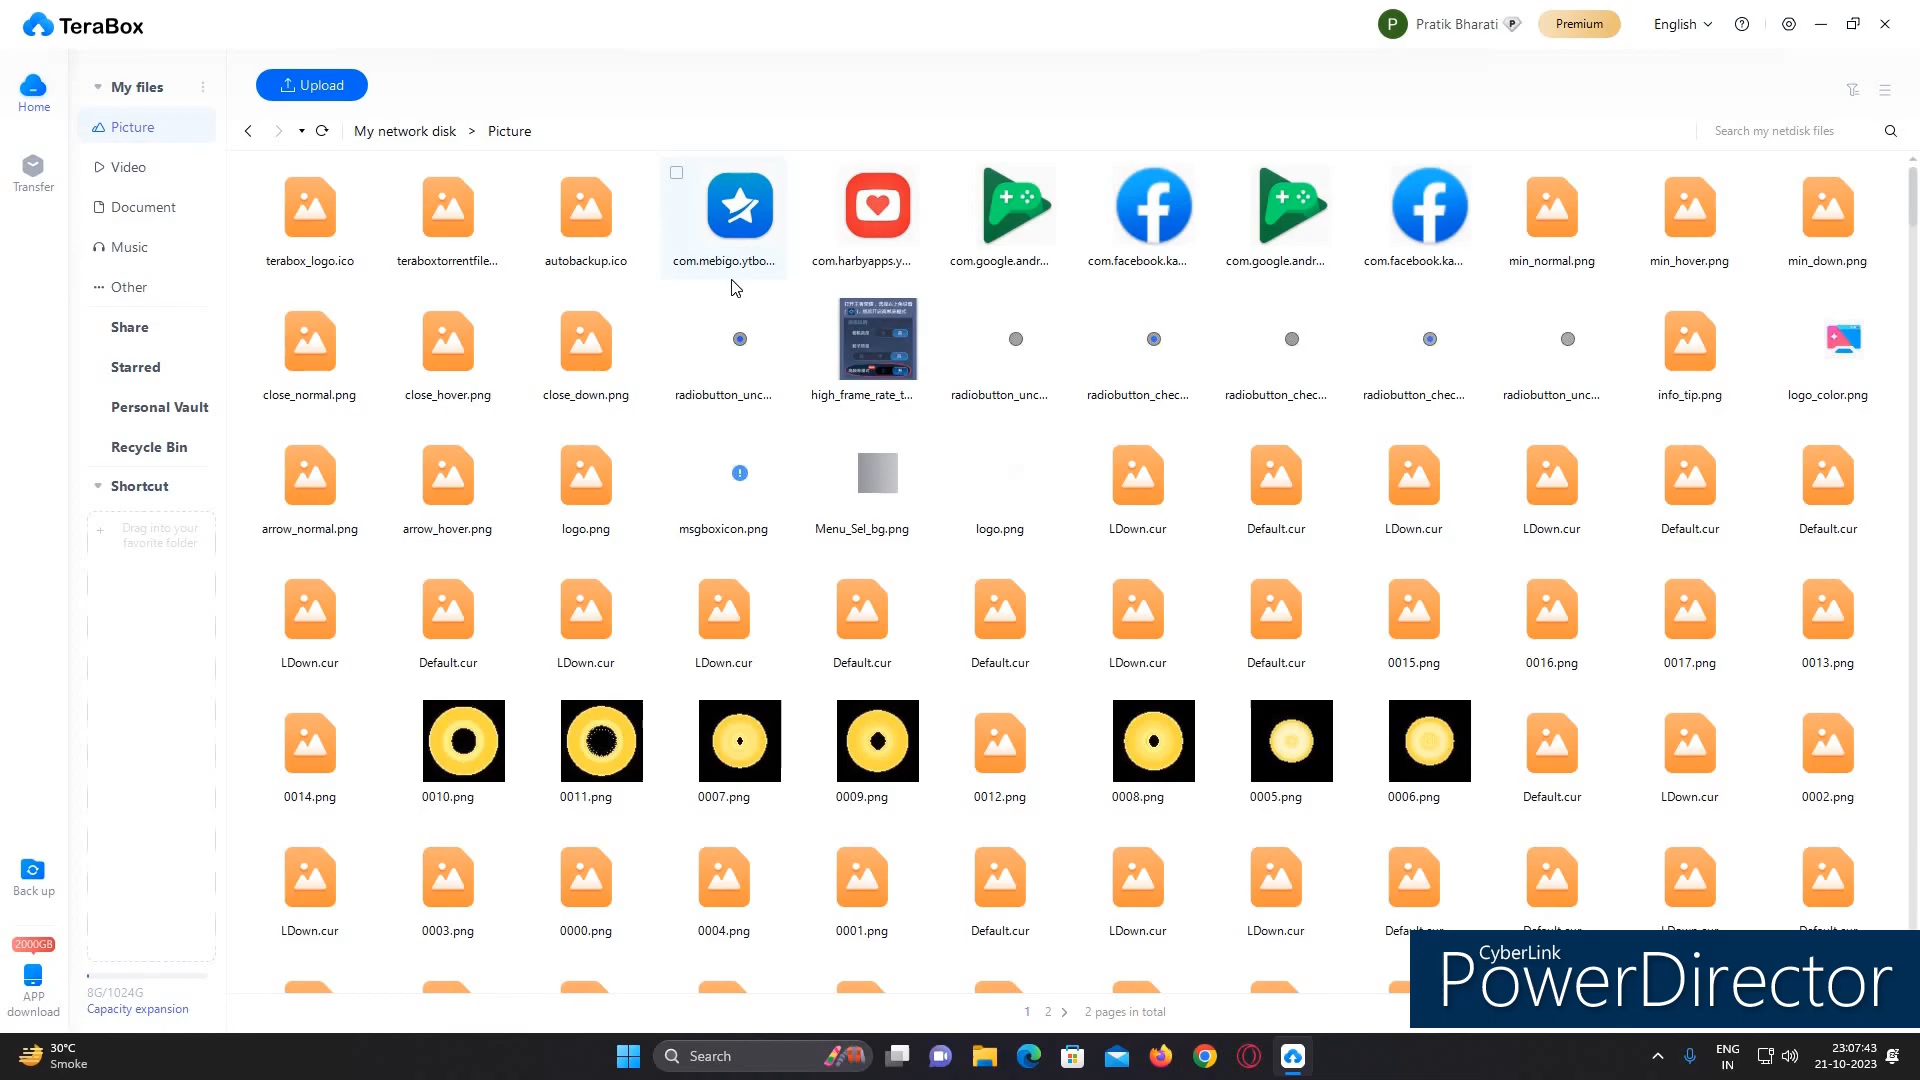 TeraBox
P Pratik Bharati P Premium English
Home
Transfer
Back up
2000GB
APP
download
My files
Picture
Video
Document
Music
Other
Share
Starred
Personal Vault
Recycle Bin
Shortcut
+ Drag into your
favorite folder
8G/1024G
Capacity expansion
Upload
My network disk > Picture
Search my netdisk files
terabox_logo.ico teraboxtorrentfile... autobackup.ico com.mebigo.ytbo... com.harbyapps.y... com.google.andr... com.facebook.ka... com.google.andr... com.facebook.ka... min_normal.png min_hover.png min_down.png
close_normal.png close_hover.png close_down.png radiobutton_unc... high_frame_rate_t... radiobutton_unc... radiobutton_chec... radiobutton_chec... radiobutton_chec... radiobutton_unc... info_tip.png logo_color.png
arrow_normal.png arrow_hover.png logo.png msgboxicon.png Menu_Sel_bg.png logo.png LDown.cur Default.cur LDown.cur LDown.cur Default.cur Default.cur
LDown.cur Default.cur LDown.cur LDown.cur Default.cur Default.cur LDown.cur Default.cur 0015.png 0016.png 0017.png 0013.png
0014.png 0010.png 0011.png 0007.png 0009.png 0012.png 0008.png 0005.png 0006.png Default.cur LDown.cur 0002.png
LDown.cur 0003.png 0000.png 0004.png 0001.png Default.cur LDown.cur LDown.cur
1 2 > 2 pages in total
CyberLink
PowerDirector
30°C
Smoke
Search
ENG
IN
23:07:43
21-10-2023